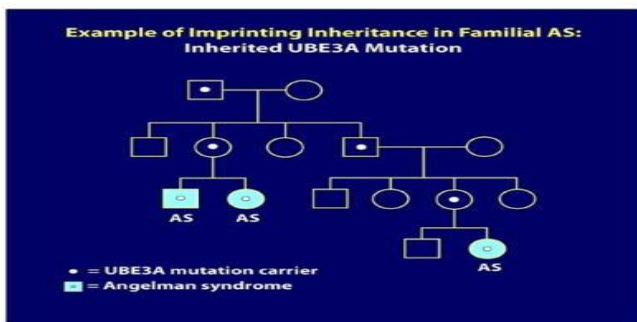 Example of Imprinting Inheritance in Familial AS:
Inherited UBE3A Mutation
AS AS
AS
• = UBE3A mutation carrier
= Angelman syndrome